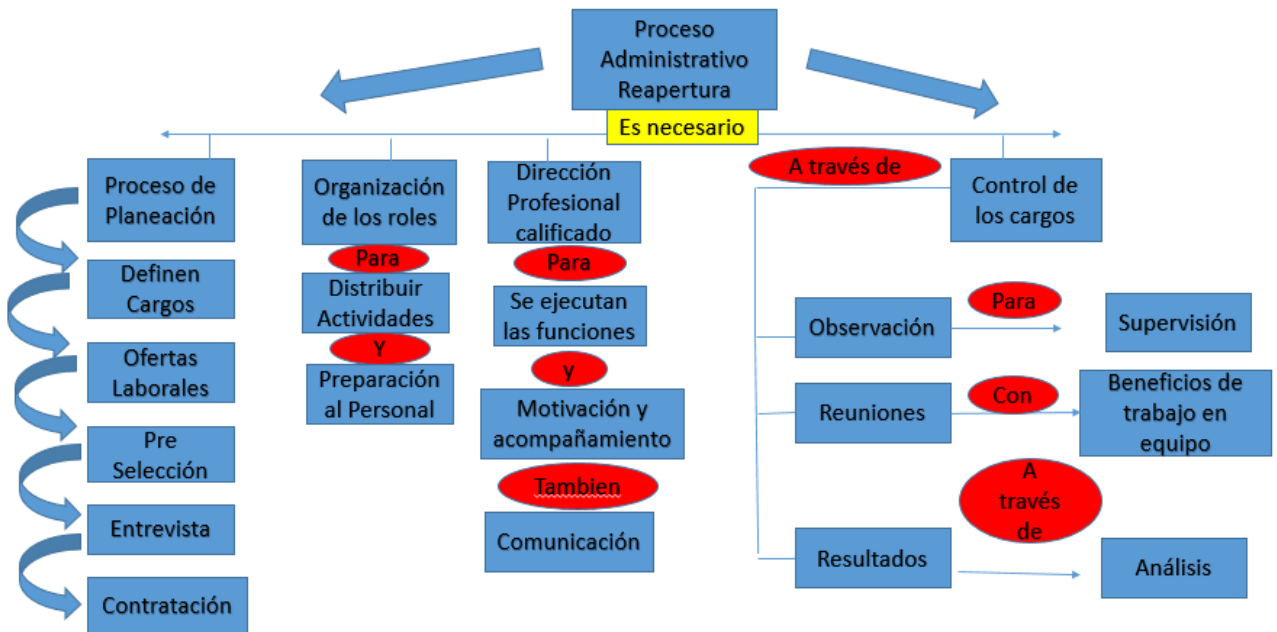 Proceso
Administrativo
Reapertura
Es necesario
Proceso de
Planeación
Definen
Cargos
Ofertas
Laborales
Pre
Selección
Entrevista
Contratación
Organización
de los roles
Para
Distribuir
Actividades
Y
Preparación
al Personal
Dirección
Profesional
calificado
Para
Se ejecutan
las funciones
y
Motivación y
acompañamiento
Tambien
Comunicación
A través de
Control de
los cargos
Observación
Para
Supervisión
Reuniones
Con
Beneficios de
trabajo en
equipo
Resultados
A
través
de
Análisis